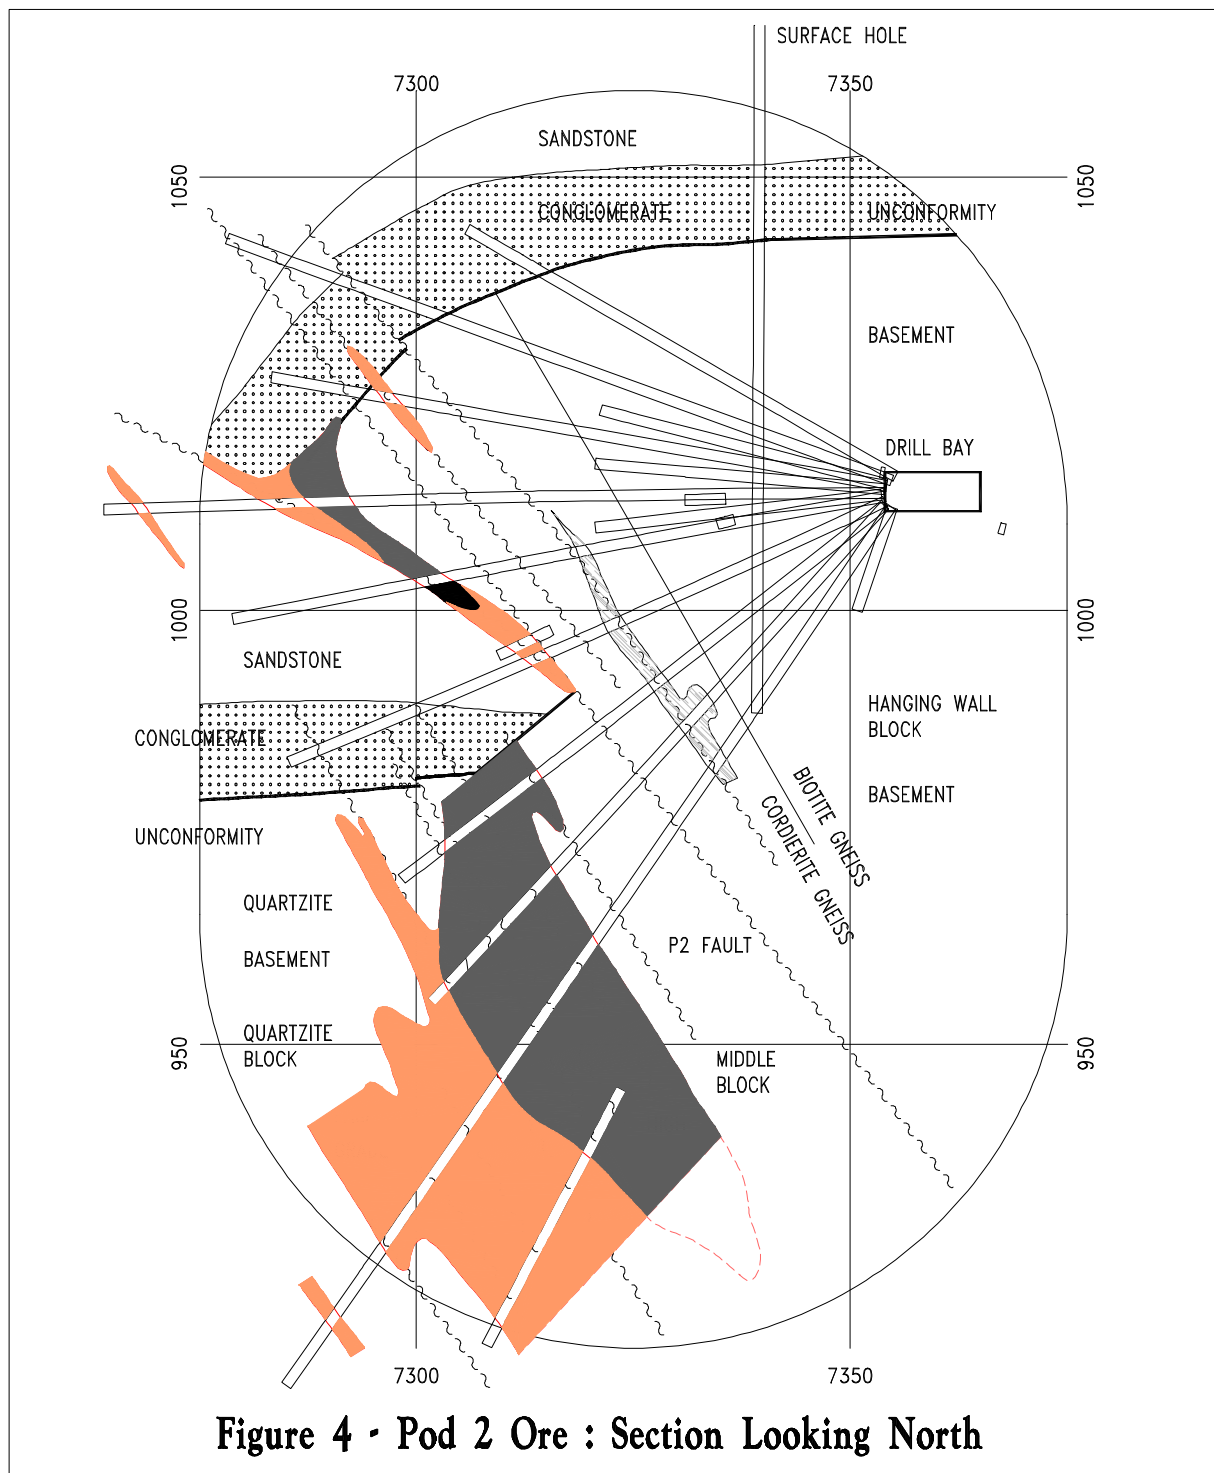 SURFACE HOLE
7300
7350
SANDSTONE
1050
1050
CONGLOMERATE
UNCONFORMITY
BASEMENT
DRILL BAY
1000
1000
SANDSTONE
HANGING WALL
BLOCK
CONGLOMERATE
BIOTITE GNEISS
CORDIERITE GNEISS
BASEMENT
UNCONFORMITY
QUARTZITE
P2 FAULT
BASEMENT
QUARTZITE
BLOCK
950
950
MIDDLE
BLOCK
7300
7350
Figure 4 - Pod 2 Ore : Section Looking North